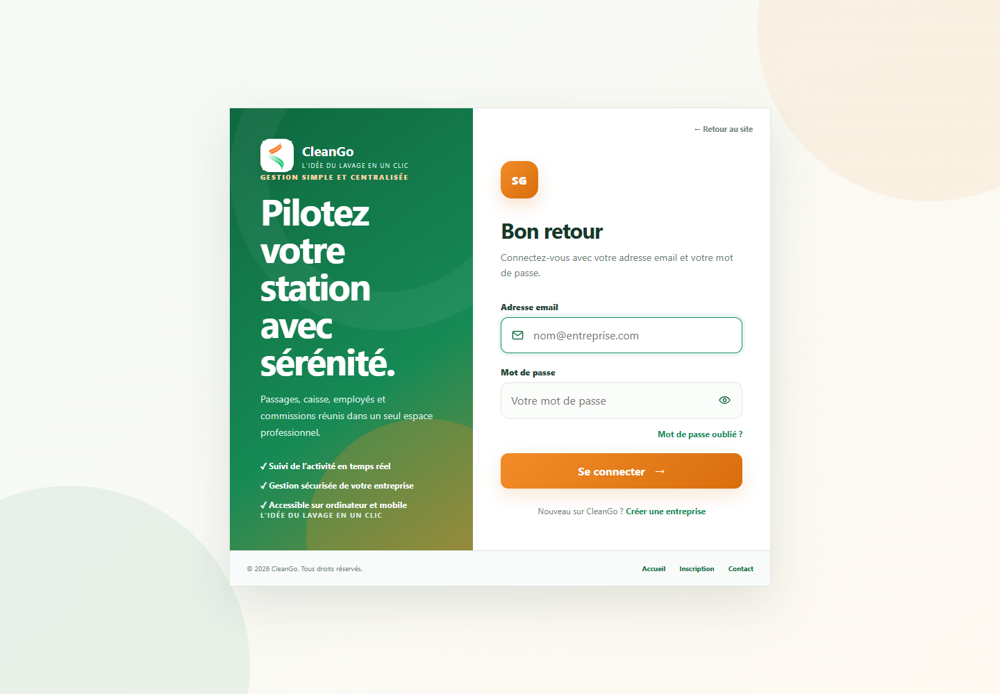 CleanGo
L'IDÉE DU LAVAGE EN UN CLIC
GESTION SIMPLE ET CENTRALISÉE
Pilotez
votre
station
avec
sérénité.
Passages, caisse, employés et
commissions réunis dans un seul espace
professionnel.
✓ Suivi de l'activité en temps réel
✓ Gestion sécurisée de votre entreprise
✓ Accessible sur ordinateur et mobile
L'IDÉE DU LAVAGE EN UN CLIC
← Retour au site
SG
Bon retour
Connectez-vous avec votre adresse email et votre mot
de passe.
Adresse email
nom@entreprise.com
Mot de passe
Votre mot de passe
Mot de passe oublié ?
Se connecter →
Nouveau sur CleanGo ? Créer une entreprise
© 2026 CleanGo. Tous droits réservés.
Accueil Inscription Contact